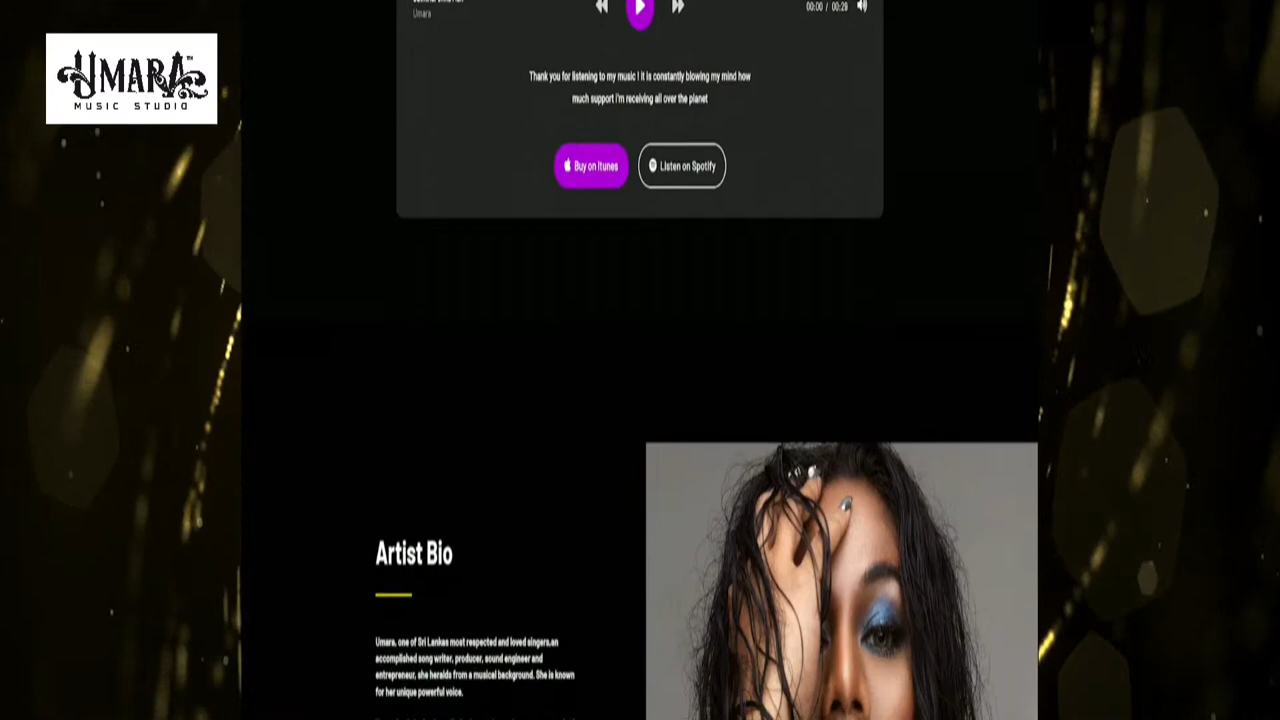 UMARA™
MUSIC STUDIO
Umara
00:00 / 00:29
Thank you for listening to my music ! it is constantly blowing my mind how
much support i'm receiving all over the planet
Buy on Itunes
Listen on Spotify
Artist Bio
Umara, one of Sri Lankas most respected and loved singers,an
accomplished song writer, producer, sound engineer and
entrepreneur, she heralds from a musical background. She is known
for her unique powerful voice.